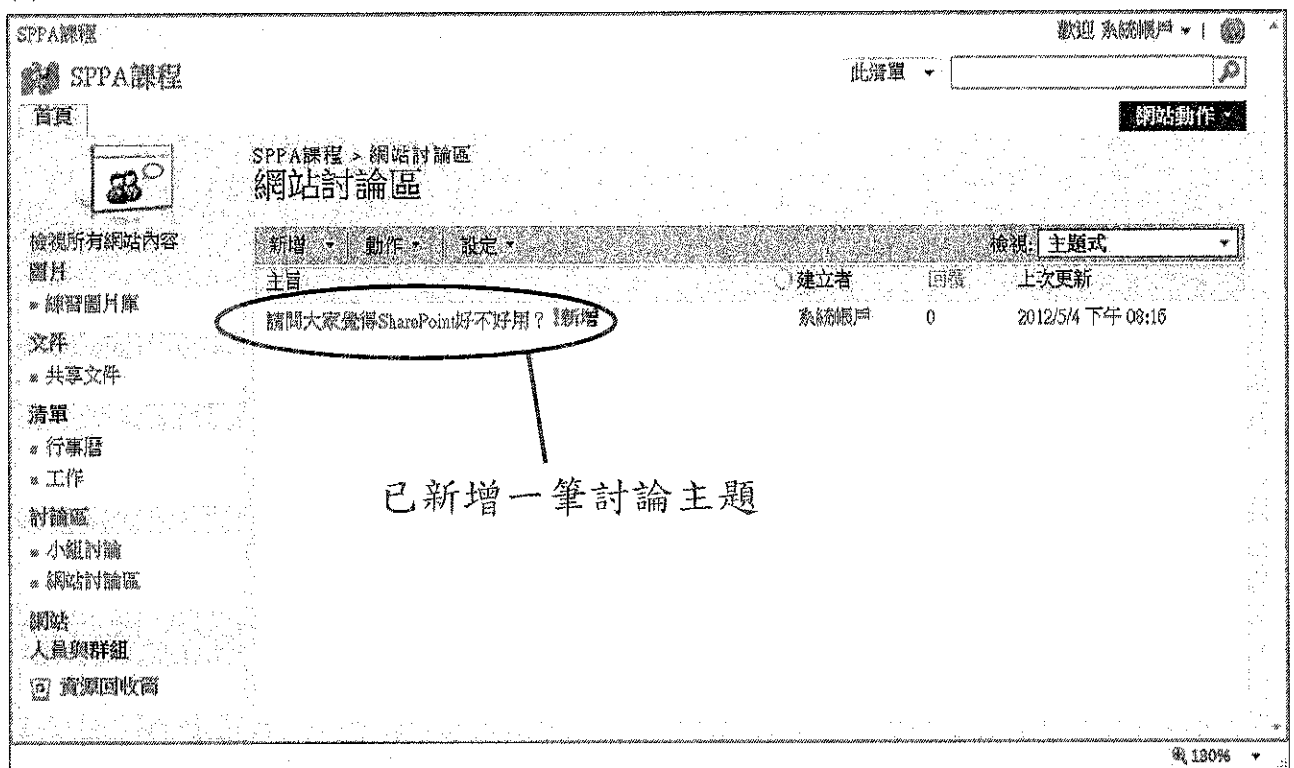 SPPA課程
歡迎 系統帳戶
SPPA課程
此清單
首頁
網站動作
SPPA課程 > 網站討論區
網站討論區
檢視所有網站內容
圖片
練習圖片庫
文件
共享文件
清單
行事曆
工作
討論區
小組討論
網站討論區
網站
人員與群組
資源回收筒
新增 動作 設定 檢視: 主題式
主旨 建立者 回覆 上次更新
請問大家覺得SharePoint好不好用? !新增 系統帳戶 0 2012/5/4 下午 08:16
已新增一筆討論主題
130%